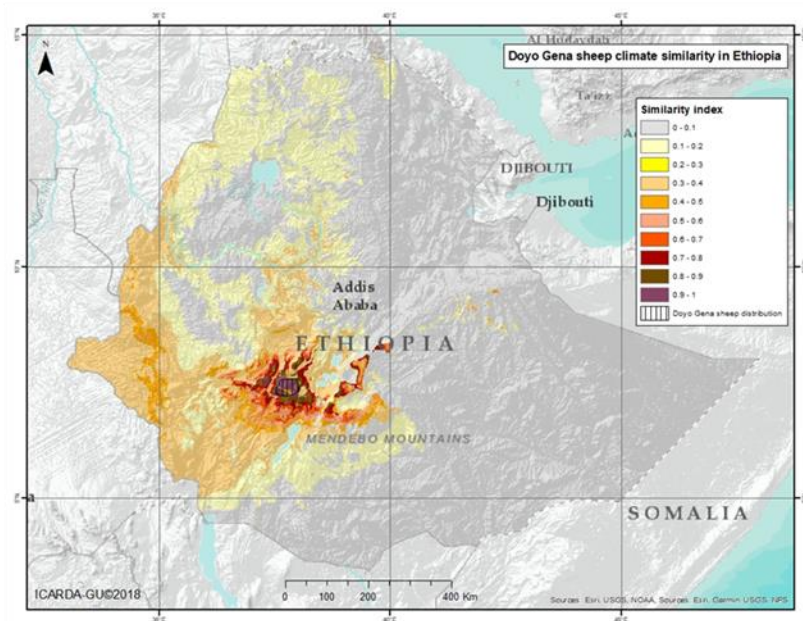 Doyo Gena sheep climate similarity in Ethiopia
N
Al Hudaydah
Ta'izz
Similarity index
0 - 0.1
0.1 - 0.2
0.2 - 0.3
0.3 - 0.4
0.4 - 0.5
0.5 - 0.6
0.6 - 0.7
0.7 - 0.8
0.8 - 0.9
0.9 - 1
Doyo Gena sheep distribution
DJIBOUTI
Djibouti
Addis
Ababa
ETHIOPIA
MENDEBO MOUNTAINS
SOMALIA
ICARDA-GU©2018
0 100 200 400 Km
Sources: Esri, USGS, NOAA, Sources: Esri, Garmin, USGS, NPS